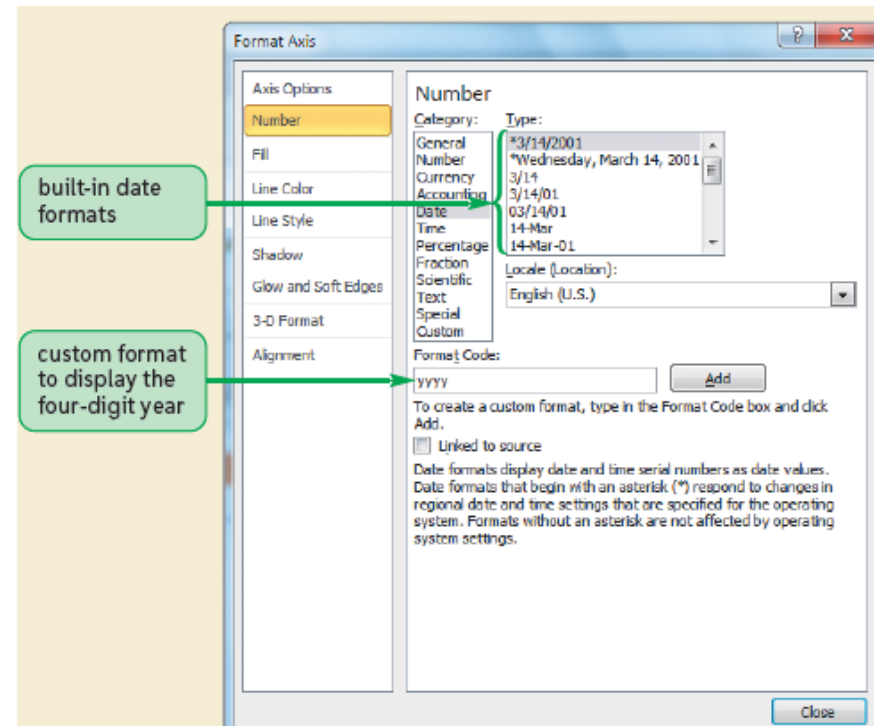 Format Axis
?
X
Axis Options
Number
Fill
Line Color
Line Style
Shadow
Glow and Soft Edges
3-D Format
Alignment
built-in date
formats
custom format
to display the
four-digit year
Number
Category:
General
Number
Currency
Accounting
Date
Time
Percentage
Fraction
Scientific
Text
Special
Custom
Type:
*3/14/2001
*Wednesday, March 14, 2001
3/14
3/14/01
03/14/01
14-Mar
14-Mar-01
Locale (Location):
English (U.S.)
Format Code:
yyyy
Add
To create a custom format, type in the Format Code box and click
Add.
Linked to source
Date formats display date and time serial numbers as date values.
Date formats that begin with an asterisk (*) respond to changes in
regional date and time settings that are specified for the operating
system. Formats without an asterisk are not affected by operating
system settings.
Close